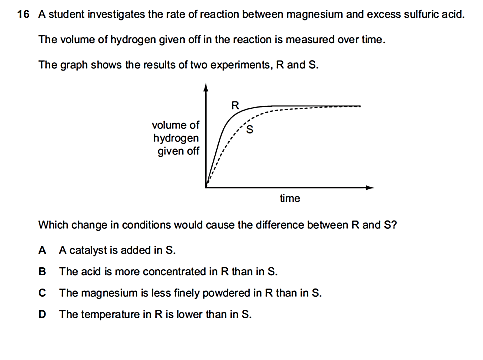 16 A student investigates the rate of reaction between magnesium and excess sulfuric acid.
The volume of hydrogen given off in the reaction is measured over time.
The graph shows the results of two experiments, R and S.
R
S
volume of
hydrogen
given off
time
Which change in conditions would cause the difference between R and S?
A A catalyst is added in S.
B The acid is more concentrated in R than in S.
C The magnesium is less finely powdered in R than in S.
D The temperature in R is lower than in S.